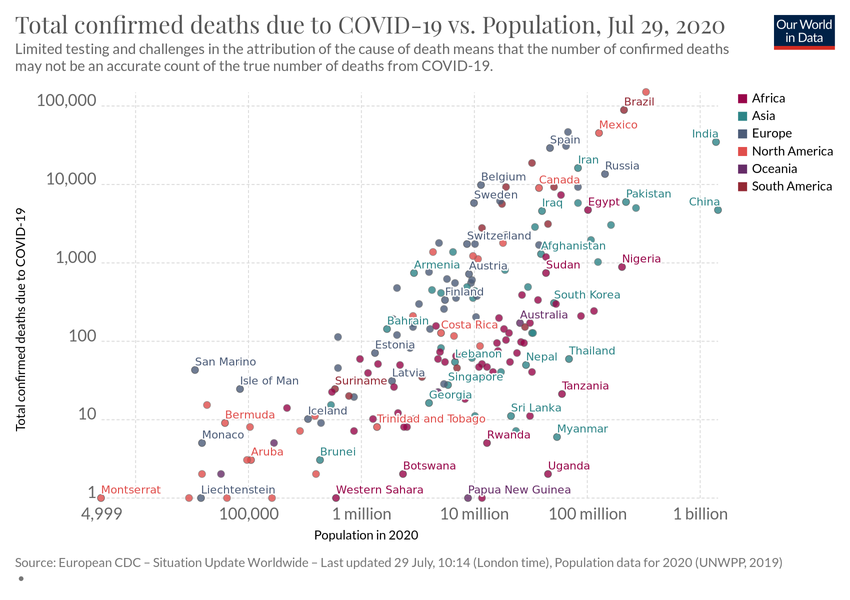 Total confirmed deaths due to COVID-19 vs. Population, Jul 29, 2020
Our World
in Data
Limited testing and challenges in the attribution of the cause of death means that the number of confirmed deaths
may not be an accurate count of the true number of deaths from COVID-19.
Total confirmed deaths due to COVID-19
100,000
10,000
1,000
100
10
1
Brazil
Mexico
India
Spain
Iran
Russia
Belgium
Canada
Sweden
Iraq
Egypt
Pakistan
China
Switzerland
Afghanistan
Armenia
Austria
Sudan
Nigeria
Finland
South Korea
Bahrain
Costa Rica
Australia
Estonia
Lebanon
Nepal
Thailand
San Marino
Isle of Man
Suriname
Latvia
Singapore
Tanzania
Georgia
Bermuda
Iceland
Trinidad and Tobago
Sri Lanka
Monaco
Rwanda
Myanmar
Aruba
Brunei
Botswana
Uganda
Montserrat
Liechtenstein
Western Sahara
Papua New Guinea
4,999
100,000
1 million
10 million
100 million
1 billion
Population in 2020
Africa
Asia
Europe
North America
Oceania
South America
Source: European CDC – Situation Update Worldwide – Last updated 29 July, 10:14 (London time), Population data for 2020 (UNWPP, 2019)